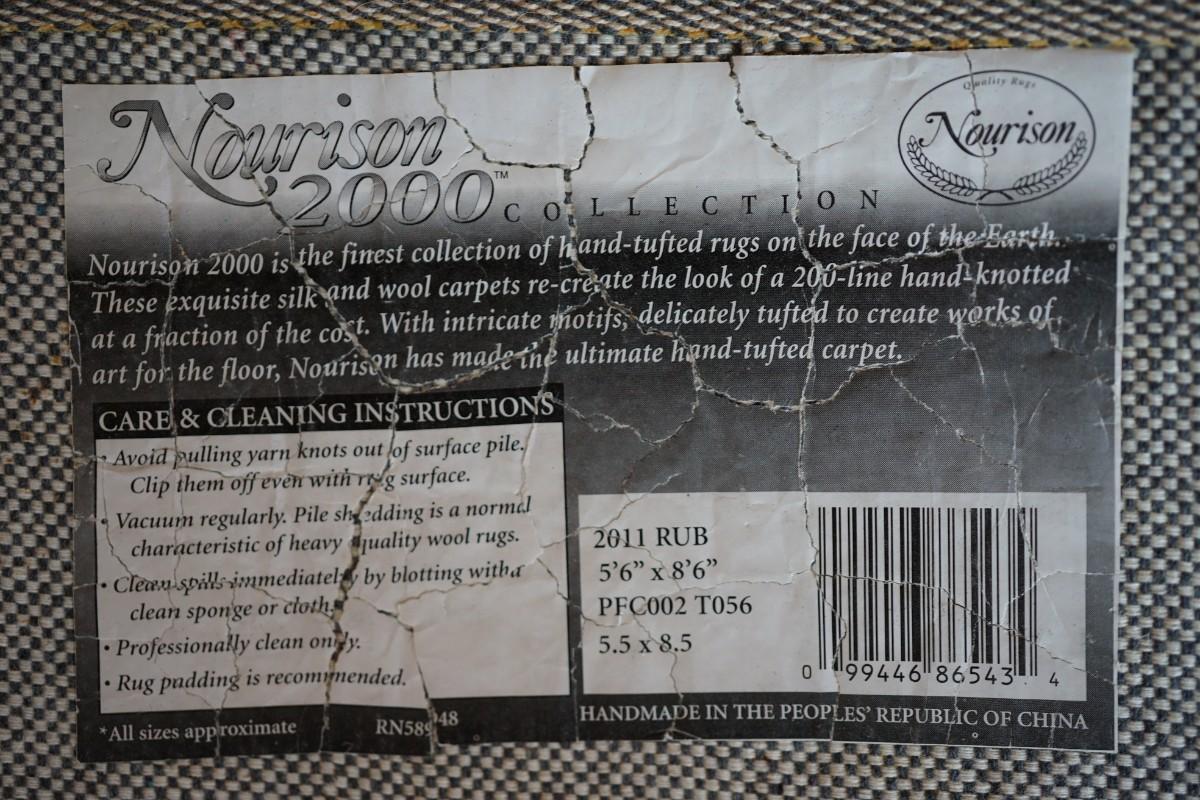 Nourison
2000™ COLLECTION
Quality Rugs
Nourison
Nourison 2000 is the finest collection of hand-tufted rugs on the face of the Earth.
These exquisite silk and wool carpets re-create the look of a 200-line hand-knotted
at a fraction of the cost. With intricate motifs, delicately tufted to create works of
art for the floor, Nourison has made the ultimate hand-tufted carpet.
CARE & CLEANING INSTRUCTIONS
• Avoid pulling yarn knots out of surface pile.
Clip them off even with rug surface.
• Vacuum regularly. Pile shedding is a normal
characteristic of heavy quality wool rugs.
• Clean spills immediately by blotting with a
clean sponge or cloth.
• Professionally clean only.
• Rug padding is recommended.
*All sizes approximate RN58948
2011 RUB
5'6" x 8'6"
PFC002 T056
5.5 x 8.5
0 99446 86543 4
HANDMADE IN THE PEOPLES' REPUBLIC OF CHINA